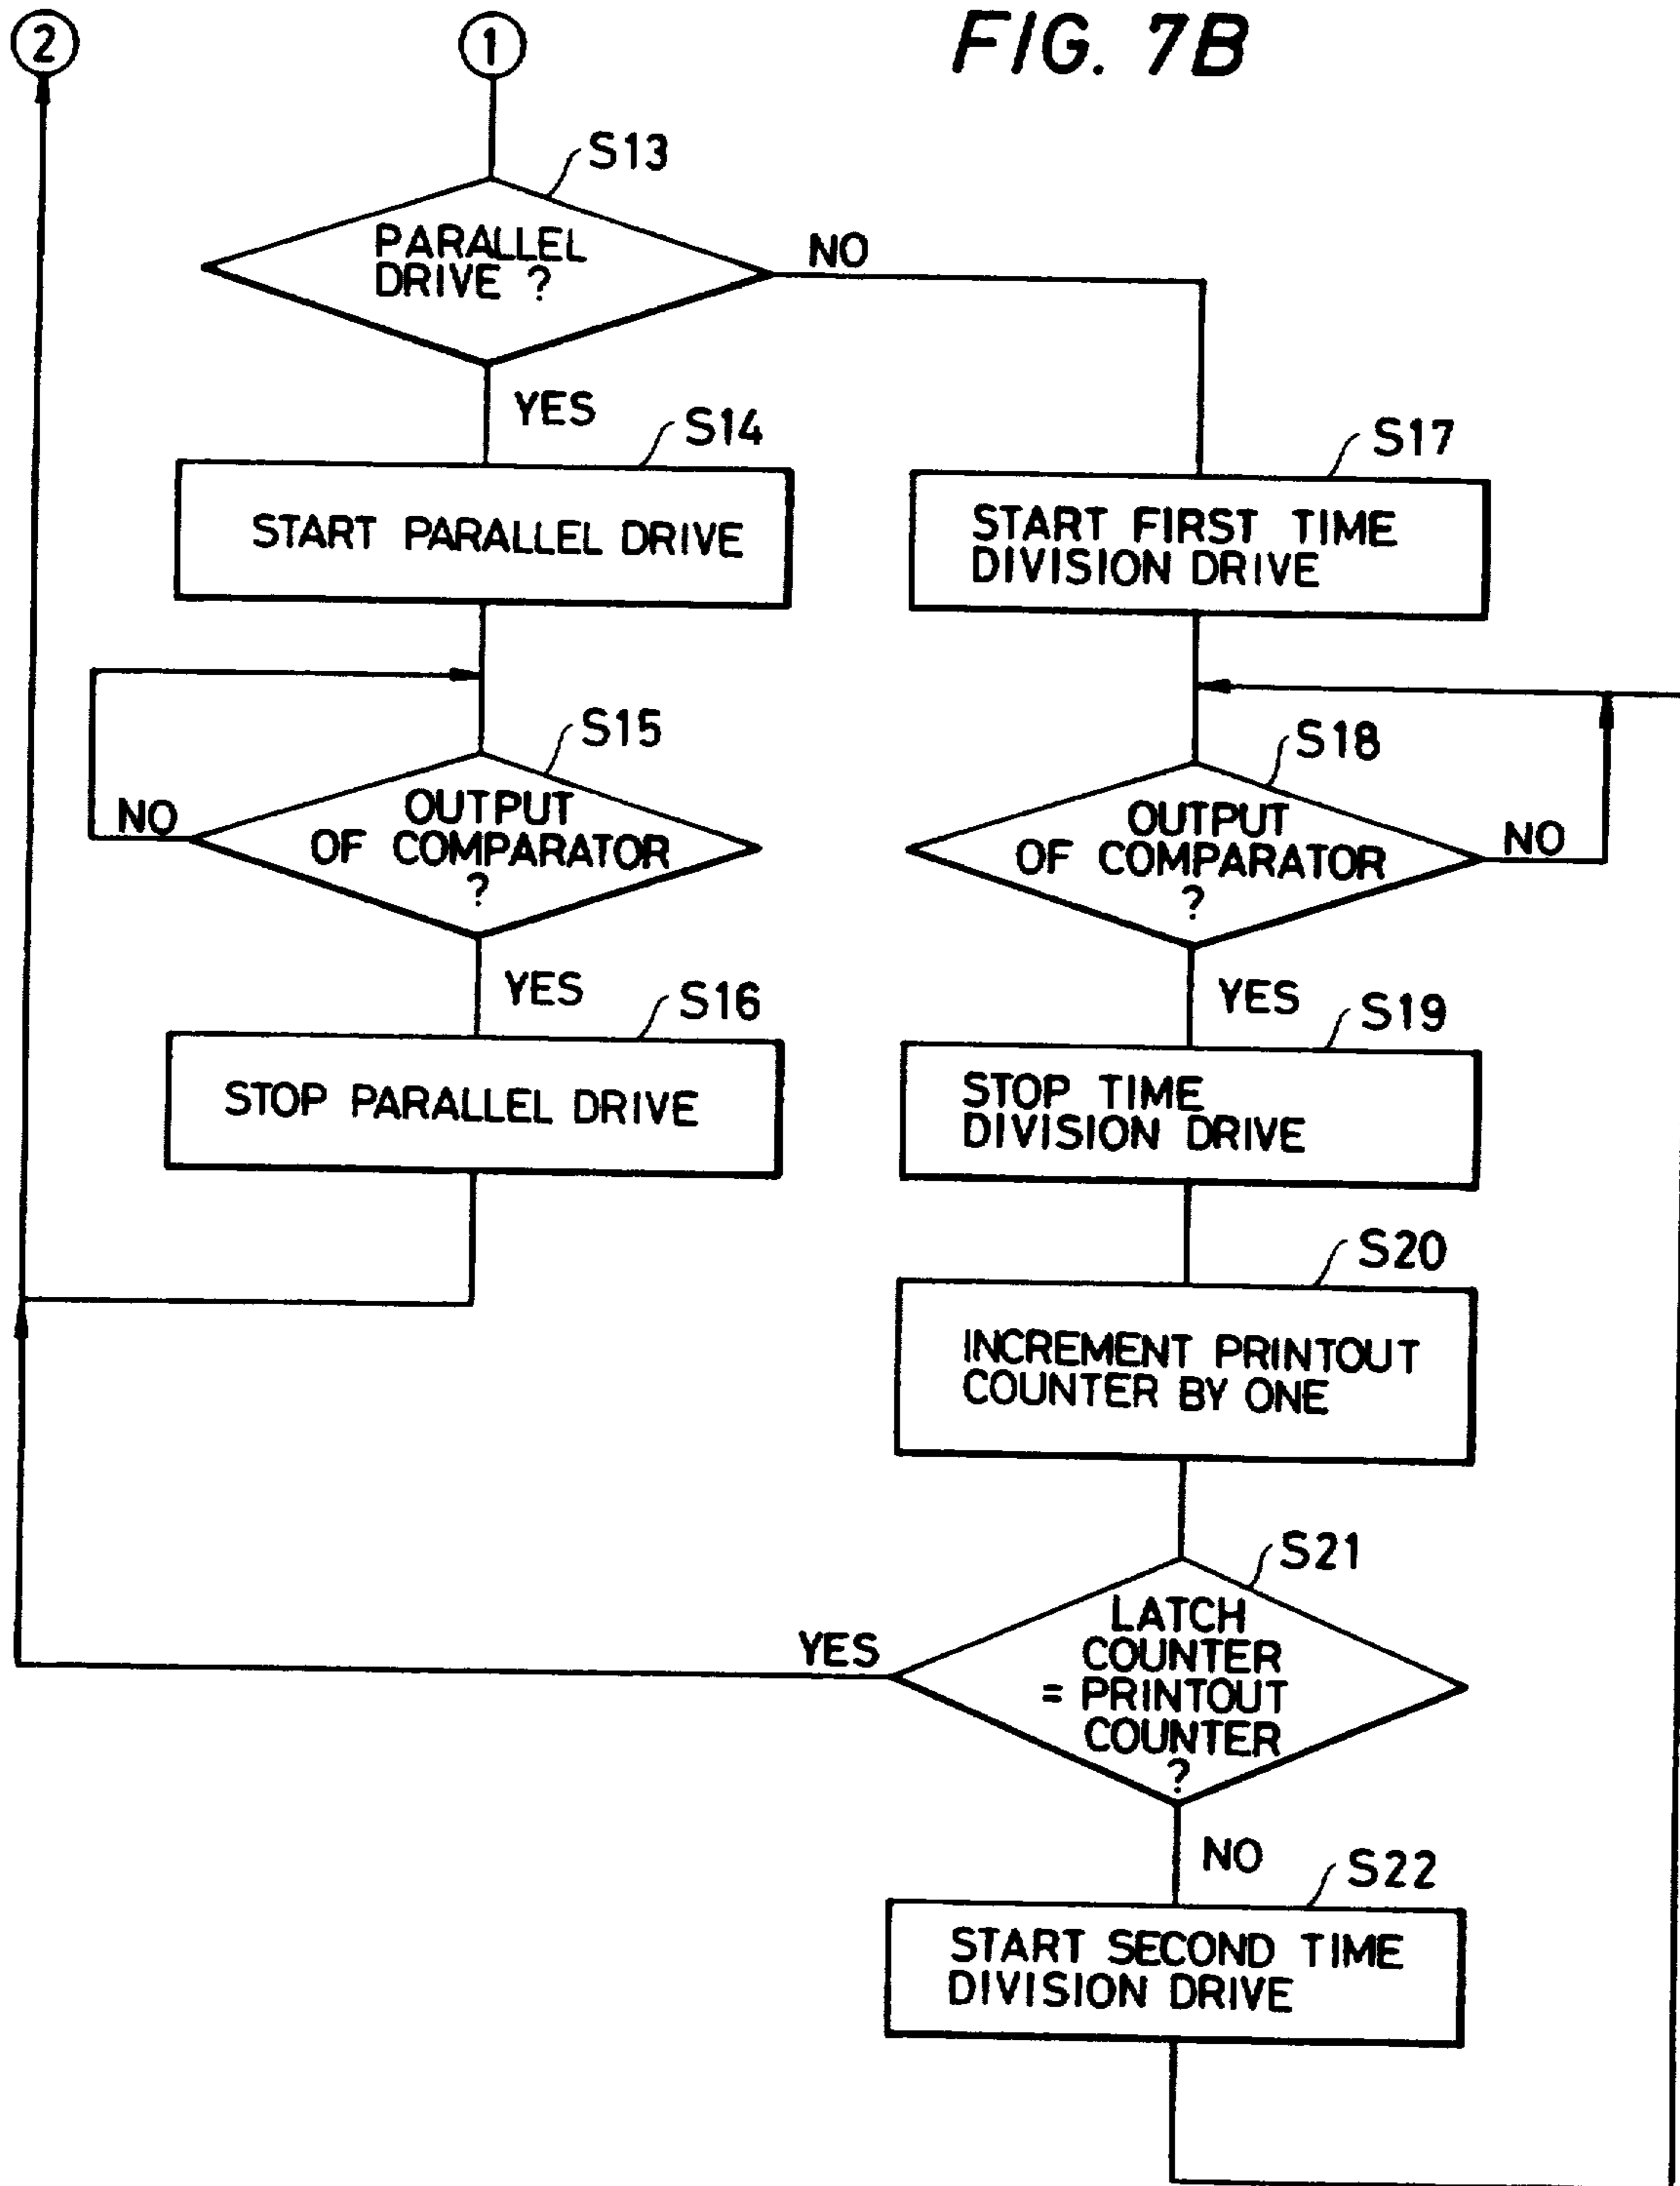 2
1
FIG. 7B
S13
PARALLEL
DRIVE ?
NO
YES
S14
START PARALLEL DRIVE
S15
OUTPUT
OF COMPARATOR
?
NO
YES
S16
STOP PARALLEL DRIVE
S17
START FIRST TIME
DIVISION DRIVE
S18
OUTPUT
OF COMPARATOR
?
NO
YES
S19
STOP TIME
DIVISION DRIVE
S20
INCREMENT PRINTOUT
COUNTER BY ONE
S21
LATCH
COUNTER
= PRINTOUT
COUNTER
?
YES
NO
S22
START SECOND TIME
DIVISION DRIVE